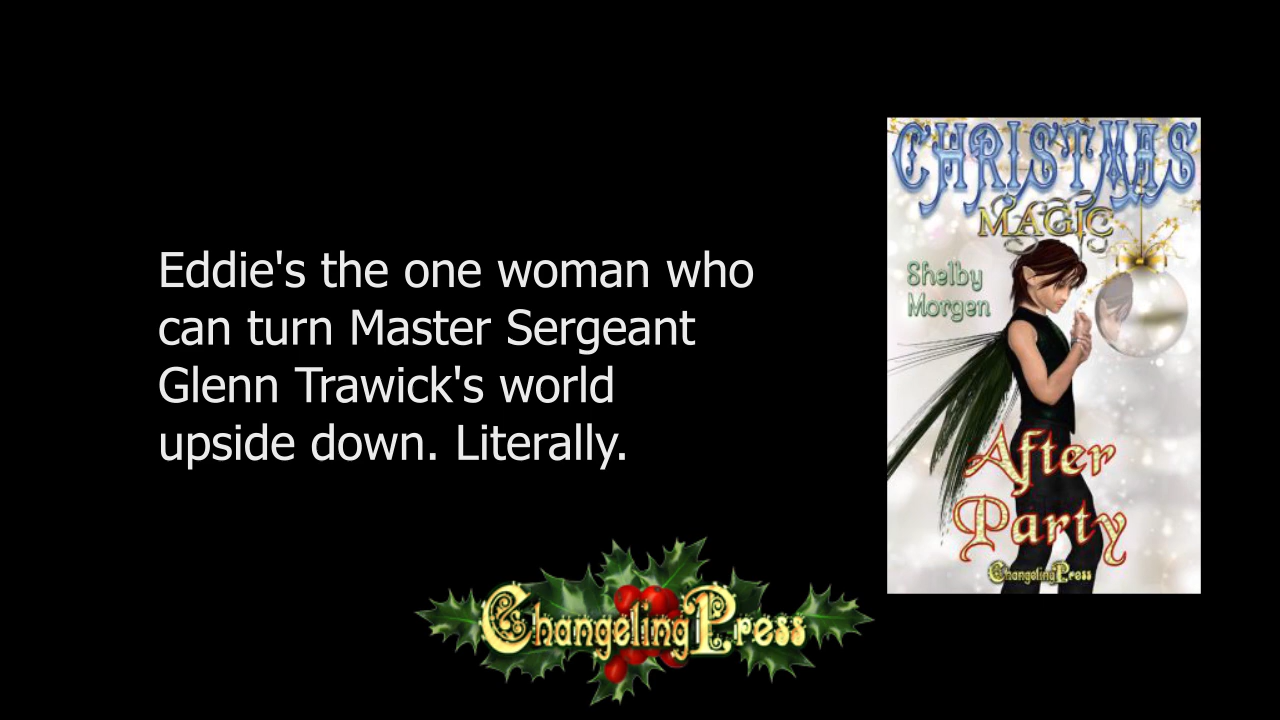 Eddie's the one woman who
can turn Master Sergeant
Glenn Trawick's world
upside down. Literally.
CHRISTMAS
MAGIC
Shelby
Morgen
After
Party
ChangelingPress
ChangelingPress